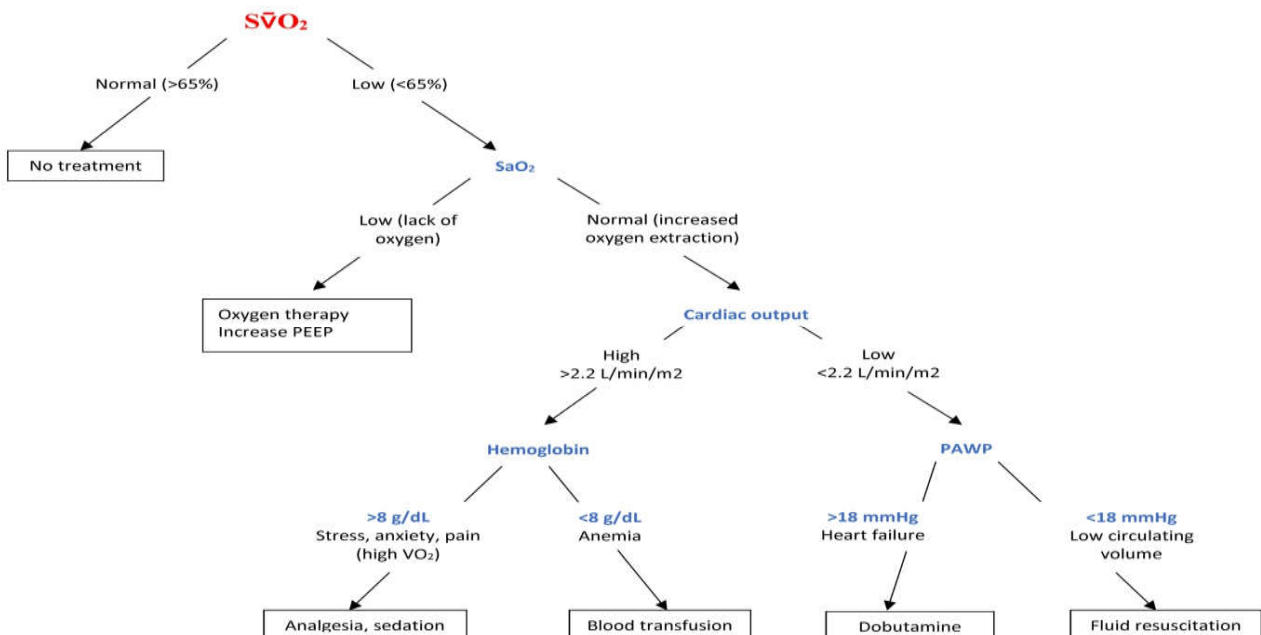 Sv̄O₂
Normal (>65%)
Low (<65%)
No treatment
SaO₂
Low (lack of
oxygen)
Normal (increased
oxygen extraction)
Oxygen therapy
Increase PEEP
Cardiac output
High
>2.2 L/min/m2
Low
<2.2 L/min/m2
Hemoglobin
PAWP
>8 g/dL
Stress, anxiety, pain
(high VO₂)
<8 g/dL
Anemia
>18 mmHg
Heart failure
<18 mmHg
Low circulating
volume
Analgesia, sedation
Blood transfusion
Dobutamine
Fluid resuscitation